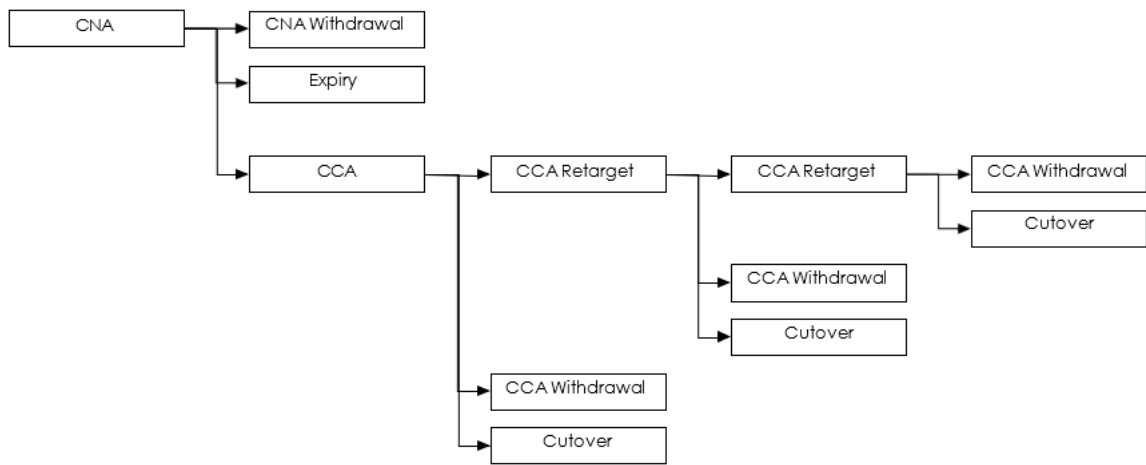 CNA
CNA Withdrawal
Expiry
CCA
CCA Retarget
CCA Retarget
CCA Withdrawal
Cutover
CCA Withdrawal
Cutover
CCA Withdrawal
Cutover